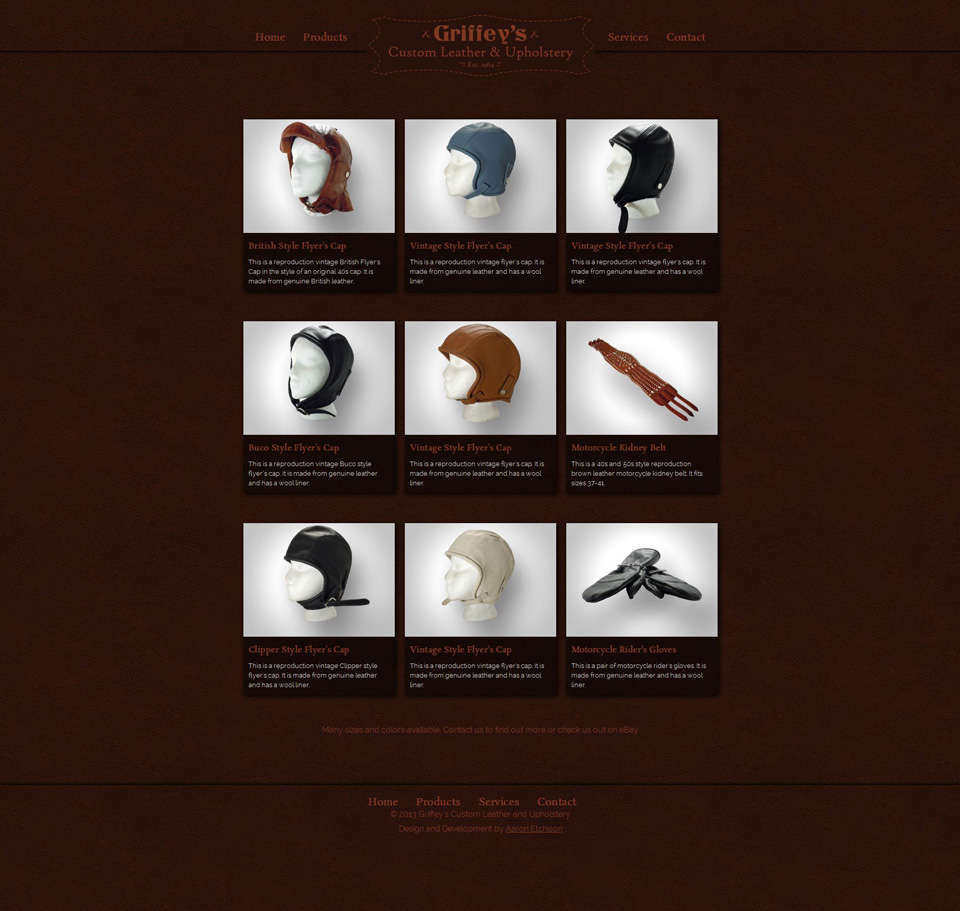 Home Products Services Contact
Griffey's
Custom Leather & Upholstery
Est. 1984
British Style Flyer's Cap
This is a reproduction vintage British Flyer's
Cap in the style of an original 40s cap. It is
made from genuine British leather.
Vintage Style Flyer's Cap
This is a reproduction vintage flyer's cap. It is
made from genuine leather and has a wool
liner.
Vintage Style Flyer's Cap
This is a reproduction vintage flyer's cap. It is
made from genuine leather and has a wool
liner.
Buco Style Flyer's Cap
This is a reproduction vintage Buco style
flyer's cap. It is made from genuine leather
and has a wool liner.
Vintage Style Flyer's Cap
This is a reproduction vintage flyer's cap. It is
made from genuine leather and has a wool
liner.
Motorcycle Kidney Belt
This is a '40s and '50s style reproduction
brown leather motorcycle kidney belt. It fits
sizes 37-41.
Clipper Style Flyer's Cap
This is a reproduction vintage Clipper style
flyer's cap. It is made from genuine leather
and has a wool liner.
Vintage Style Flyer's Cap
This is a reproduction vintage flyer's cap. It is
made from genuine leather and has a wool
liner.
Motorcycle Rider's Gloves
This is a pair of motorcycle rider's gloves. It is
made from genuine leather and has a wool
liner.
Many sizes and colors available. Contact us to find out more or check us out on eBay
Home Products Services Contact
© 2013 Griffey's Custom Leather and Upholstery
Design and Development by Aaron Etcheson